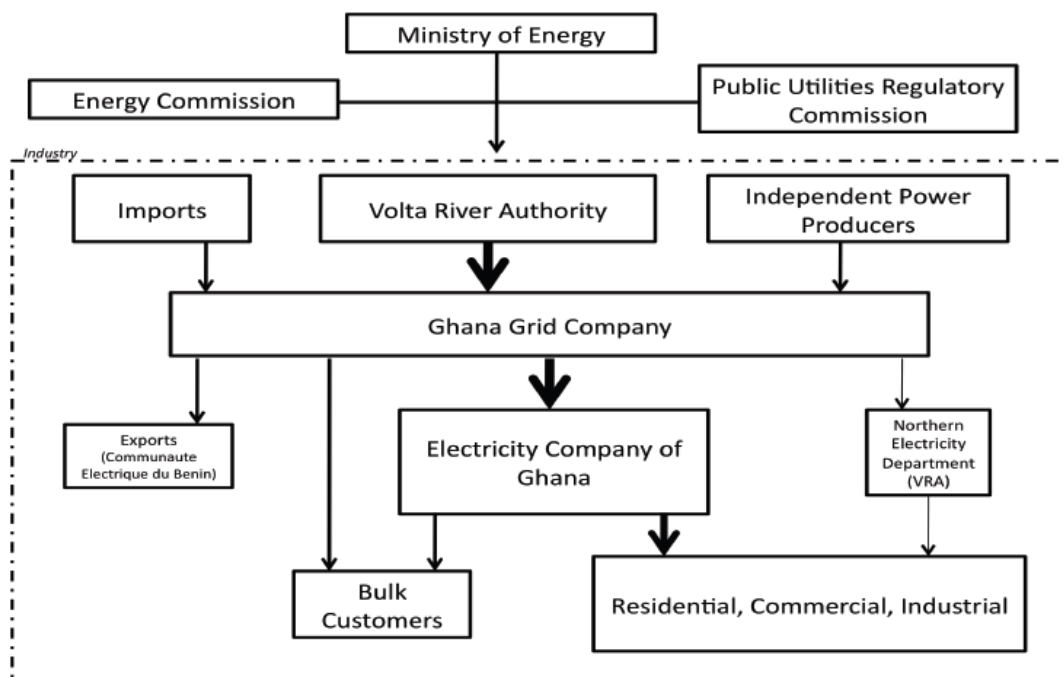 Ministry of Energy
Energy Commission
Public Utilities Regulatory
Commission
Industry
Imports
Volta River Authority
Independent Power
Producers
Ghana Grid Company
Exports
(Communaute
Electrique du Benin)
Electricity Company of
Ghana
Northern
Electricity
Department
(VRA)
Bulk
Customers
Residential, Commercial, Industrial